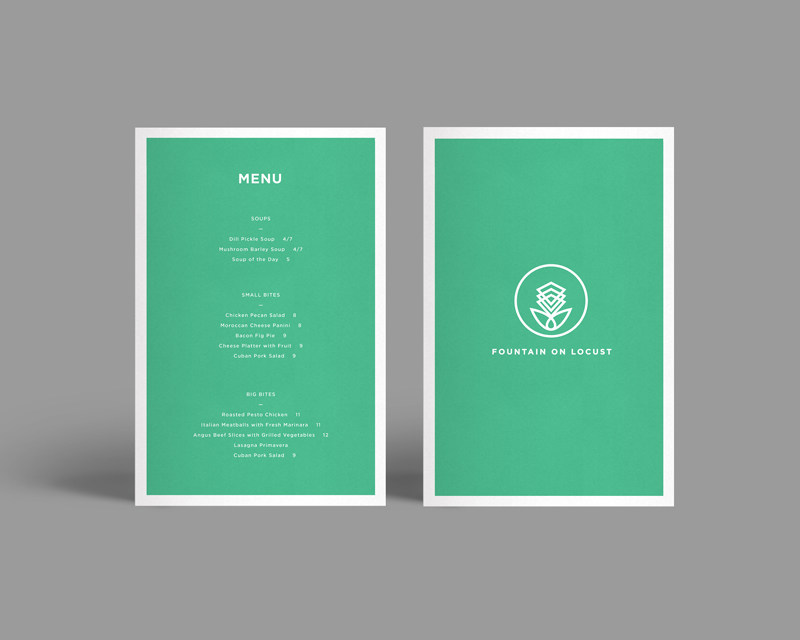 MENU
SOUPS
—
Dill Pickle Soup 4/7
Mushroom Barley Soup 4/7
Soup of the Day 5
SMALL BITES
—
Chicken Pecan Salad 8
Moroccan Cheese Panini 8
Bacon Fig Pie 9
Cheese Platter with Fruit 9
Cuban Pork Salad 9
BIG BITES
—
Roasted Pesto Chicken 11
Italian Meatballs with Fresh Marinara 11
Angus Beef Slices with Grilled Vegetables 12
Lasagna Primavera
Cuban Pork Salad 9
FOUNTAIN ON LOCUST